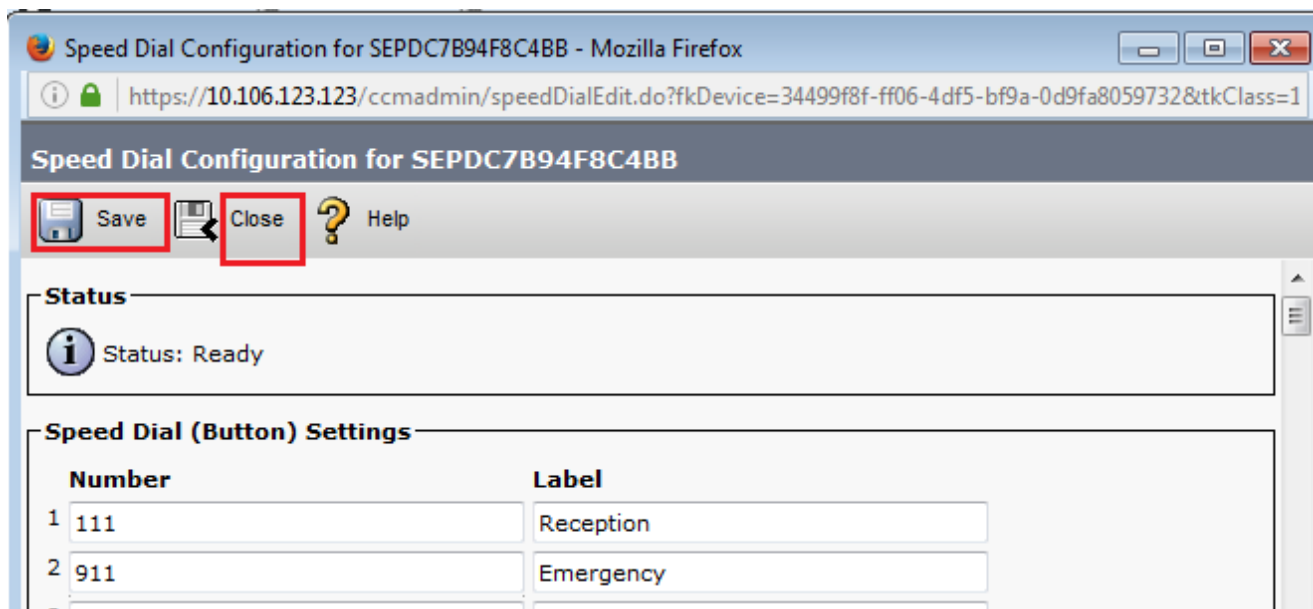 Speed Dial Configuration for SEPDC7B94F8C4BB - Mozilla Firefox
https://10.106.123.123/ccmadmin/speedDialEdit.do?fkDevice=34499f8f-ff06-4df5-bf9a-0d9fa8059732&tkClass=1
Speed Dial Configuration for SEPDC7B94F8C4BB
Save Close ? Help
Status
i Status: Ready
Speed Dial (Button) Settings
Number Label
1 111 Reception
2 911 Emergency